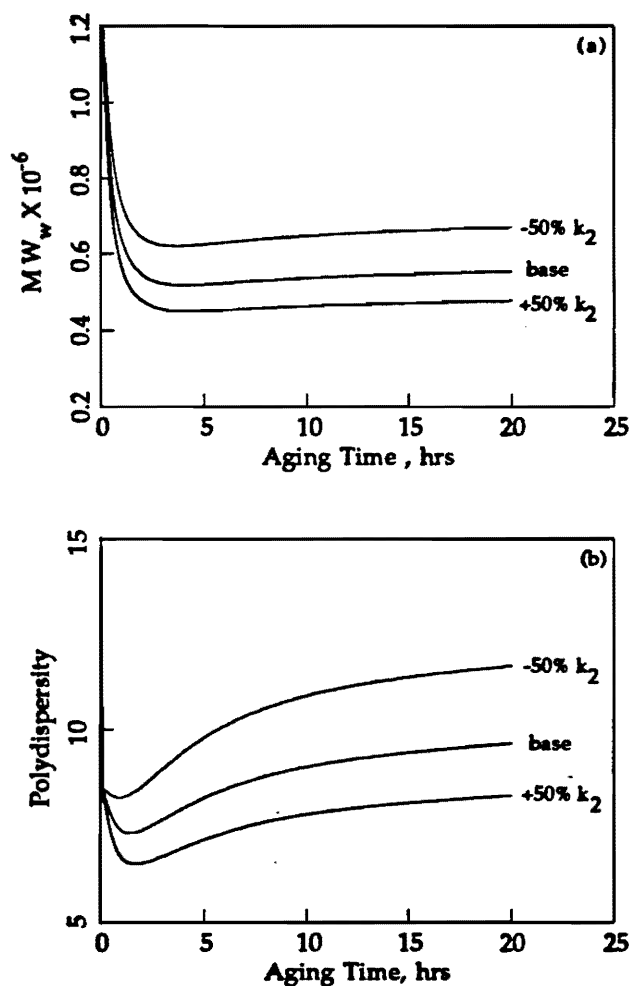 (a)
MW_w X 10^-6
1.2
1.0
0.8
0.6
0.4
0.2
-50% k_2
base
+50% k_2
0 5 10 15 20 25
Aging Time , hrs
(b)
Polydispersity
15
10
5
-50% k_2
base
+50% k_2
0 5 10 15 20 25
Aging Time, hrs